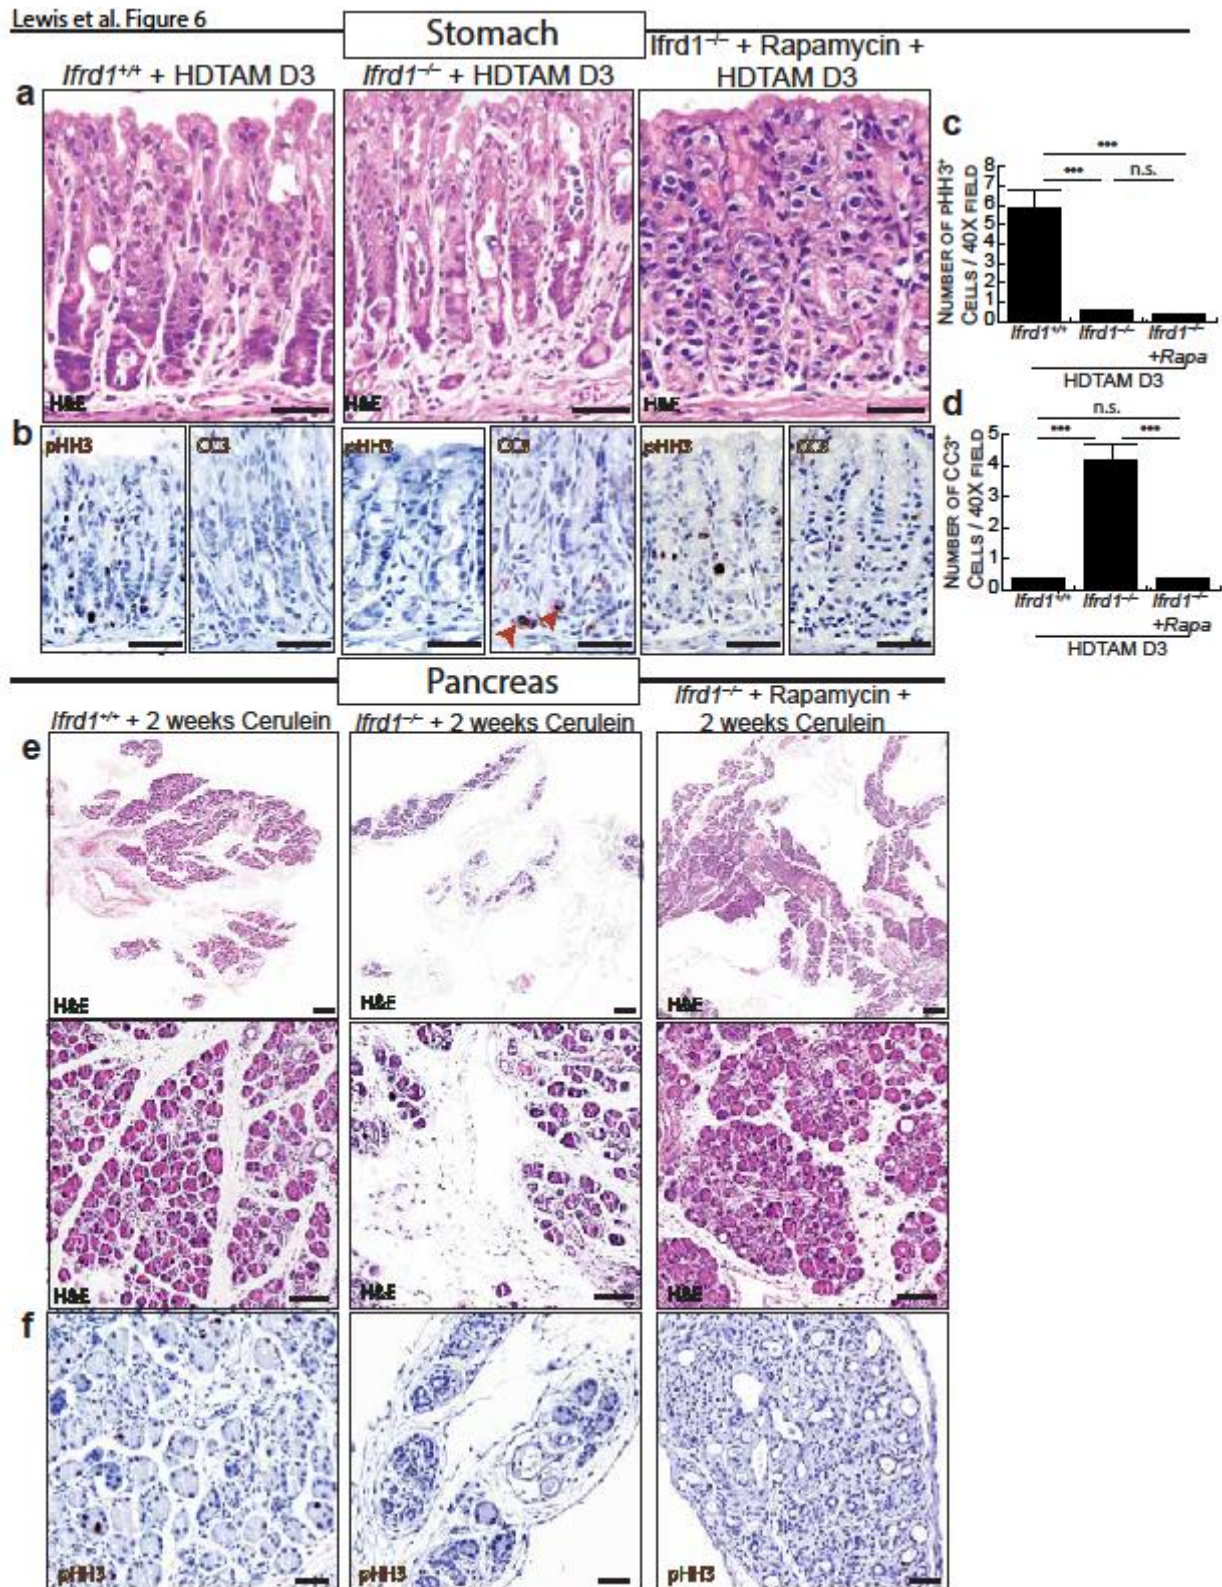 Lewis et al. Figure 6
Stomach
Ifrd1+/+ + HDTAM D3
Ifrd1–/– + HDTAM D3
Ifrd1–/– + Rapamycin +
HDTAM D3
a
H&E
H&E
H&E
b
pHH3
CC3
pHH3
CC3
pHH3
CC3
c
NUMBER OF PHH3+
CELLS / 40X FIELD
8
7
6
5
4
3
2
1
0
***
***
n.s.
Ifrd1+/+
Ifrd1–/–
Ifrd1–/–
+Rapa
HDTAM D3
d
NUMBER OF CC3+
CELLS / 40X FIELD
5
4
3
2
1
0
n.s.
***
***
Ifrd1+/+
Ifrd1–/–
Ifrd1–/–
+Rapa
HDTAM D3
Pancreas
Ifrd1+/+ + 2 weeks Cerulein
Ifrd1–/– + 2 weeks Cerulein
Ifrd1–/– + Rapamycin +
2 weeks Cerulein
e
H&E
H&E
H&E
H&E
H&E
H&E
f
pHH3
pHH3
pHH3